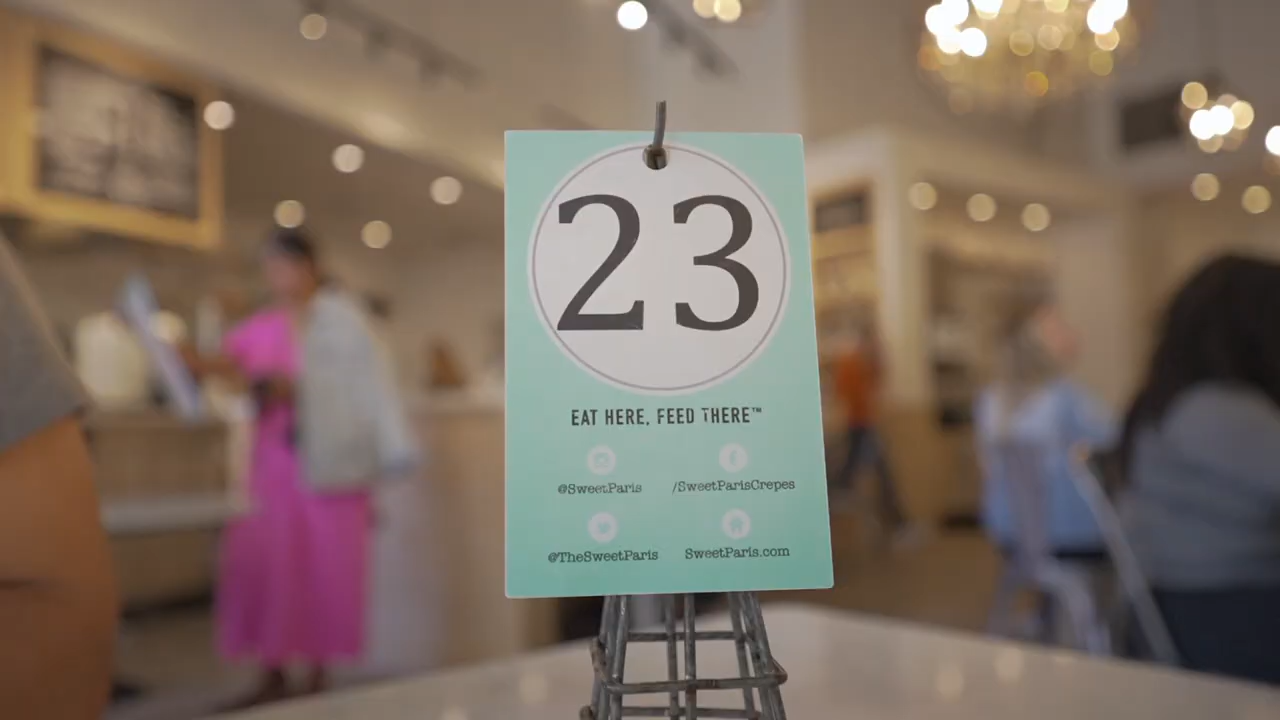 23
EAT HERE, FEED THERE™
@SweetParis /SweetParisCrepes
@TheSweetParis SweetParis.com